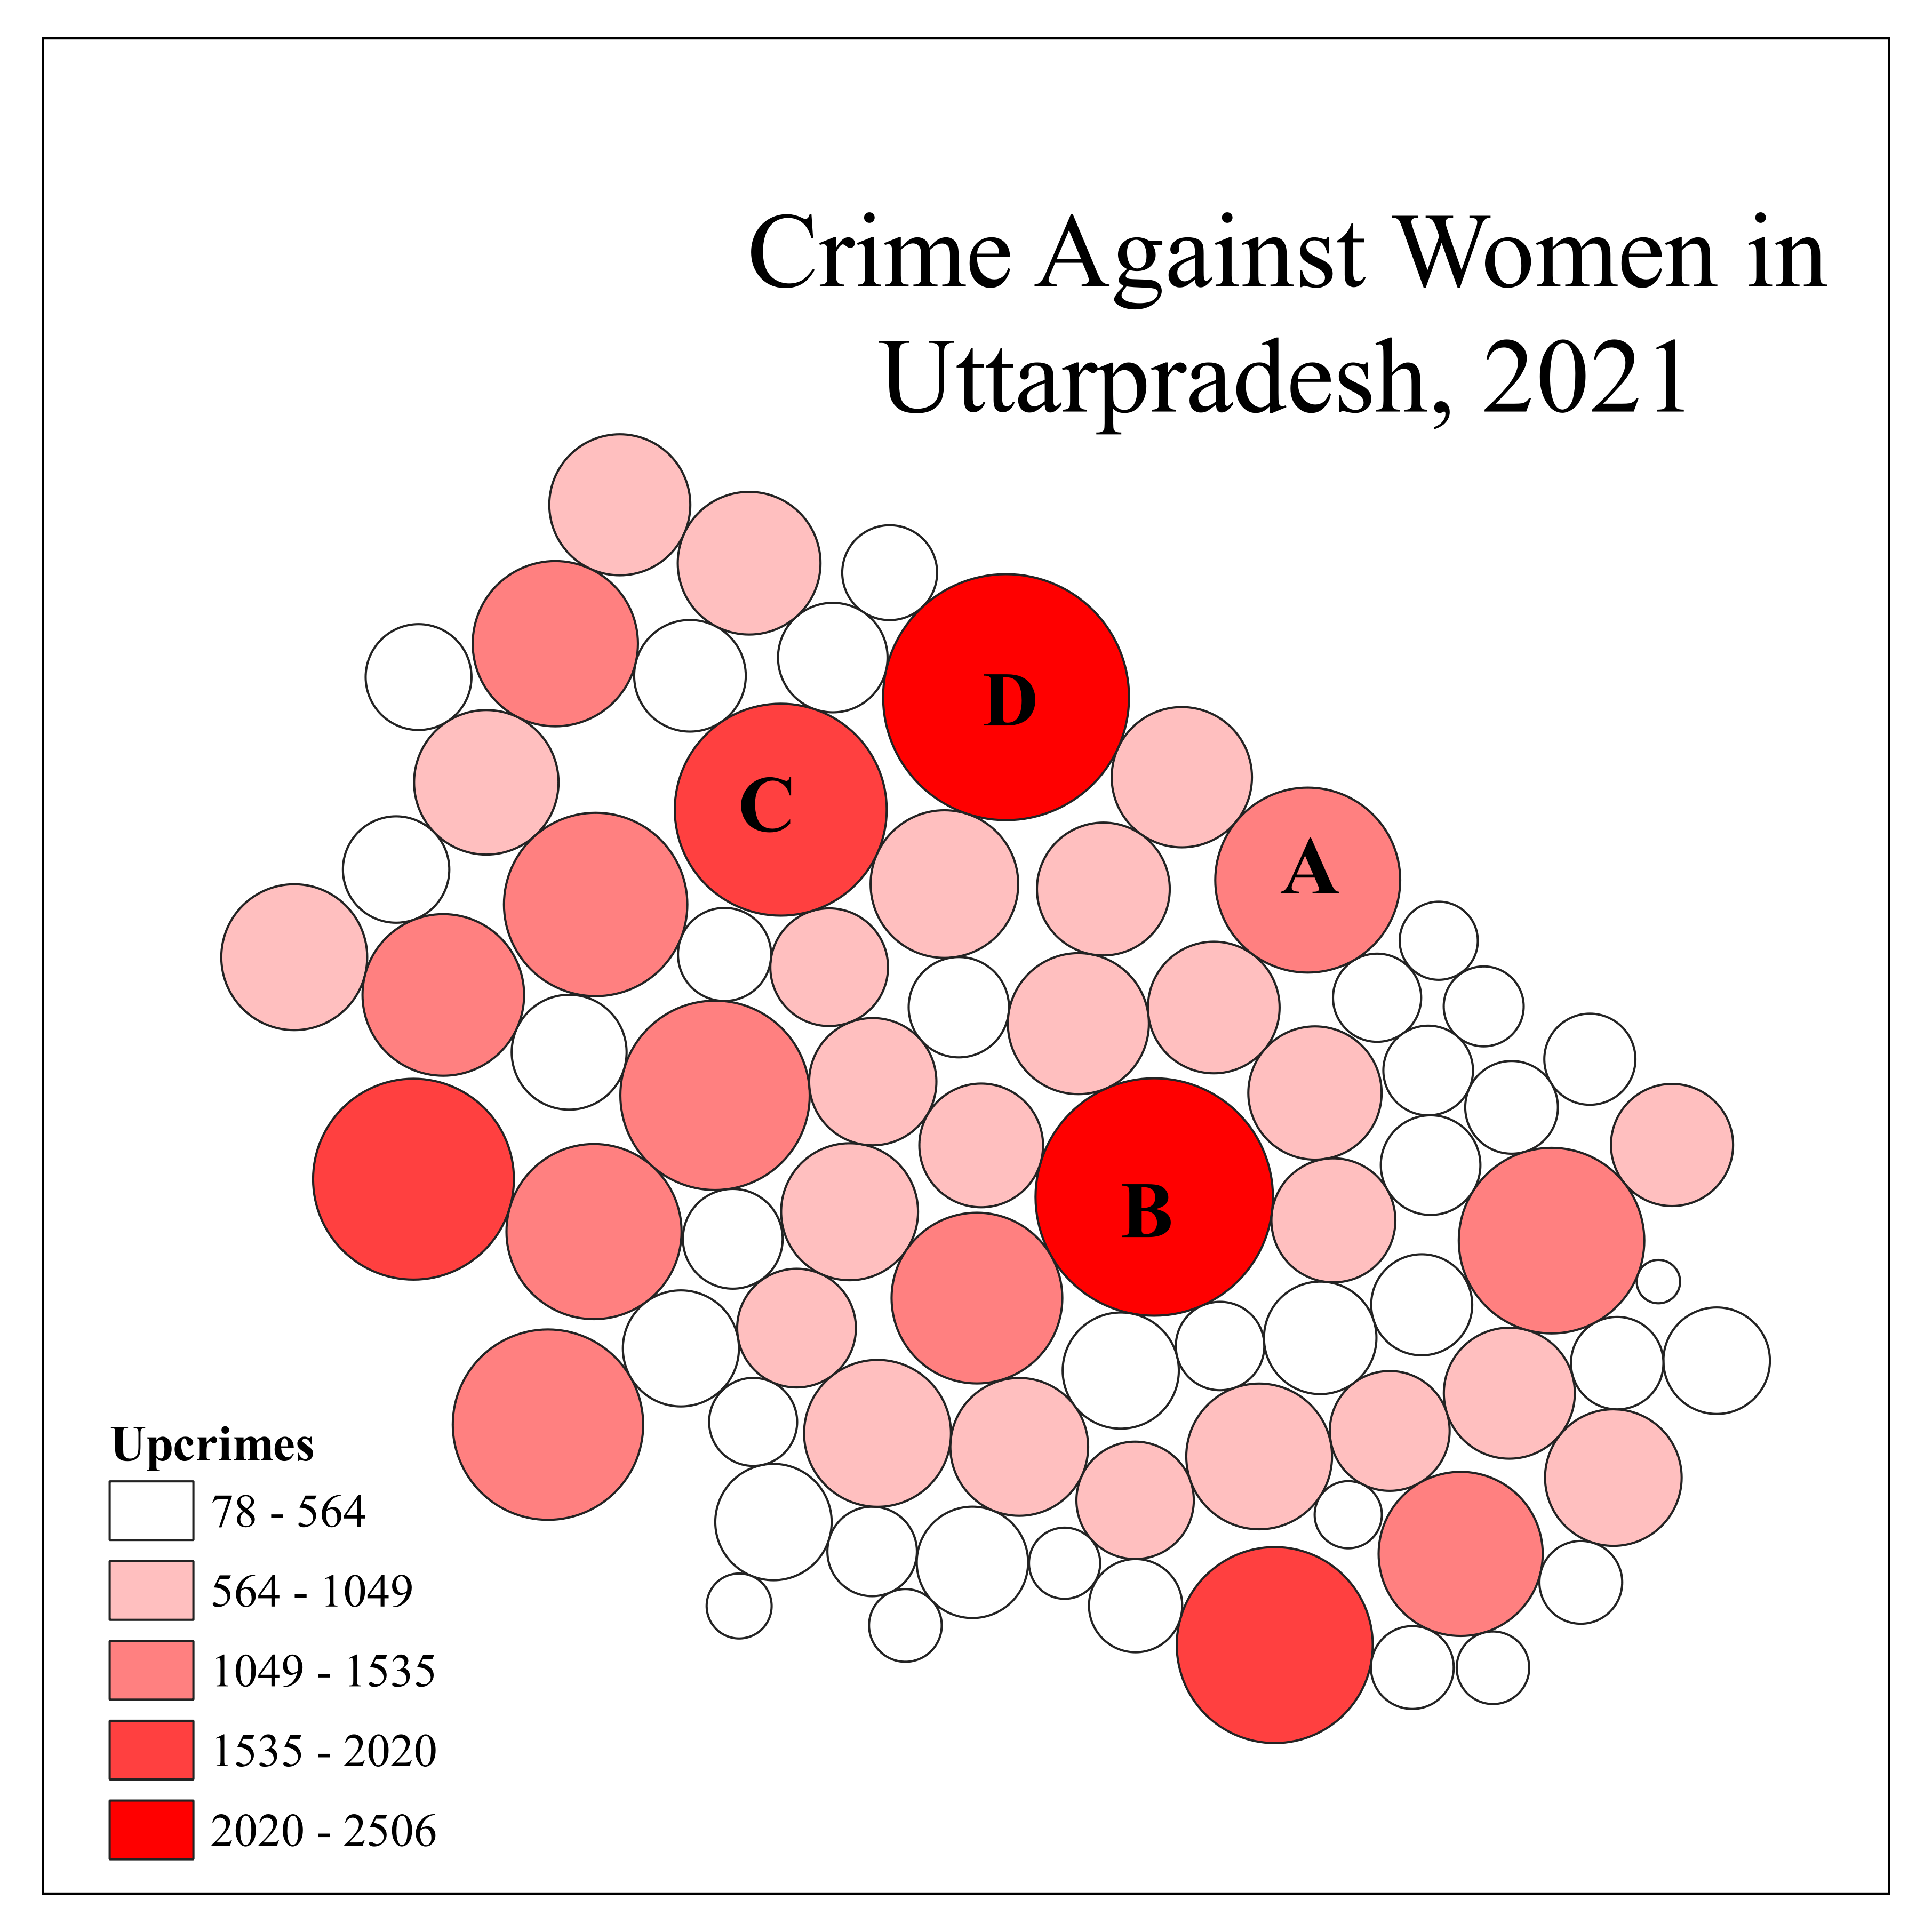 Crime Against Women in
Uttarpradesh, 2021
D
C
A
B
Upcrimes
78 - 564
564 - 1049
1049 - 1535
1535 - 2020
2020 - 2506